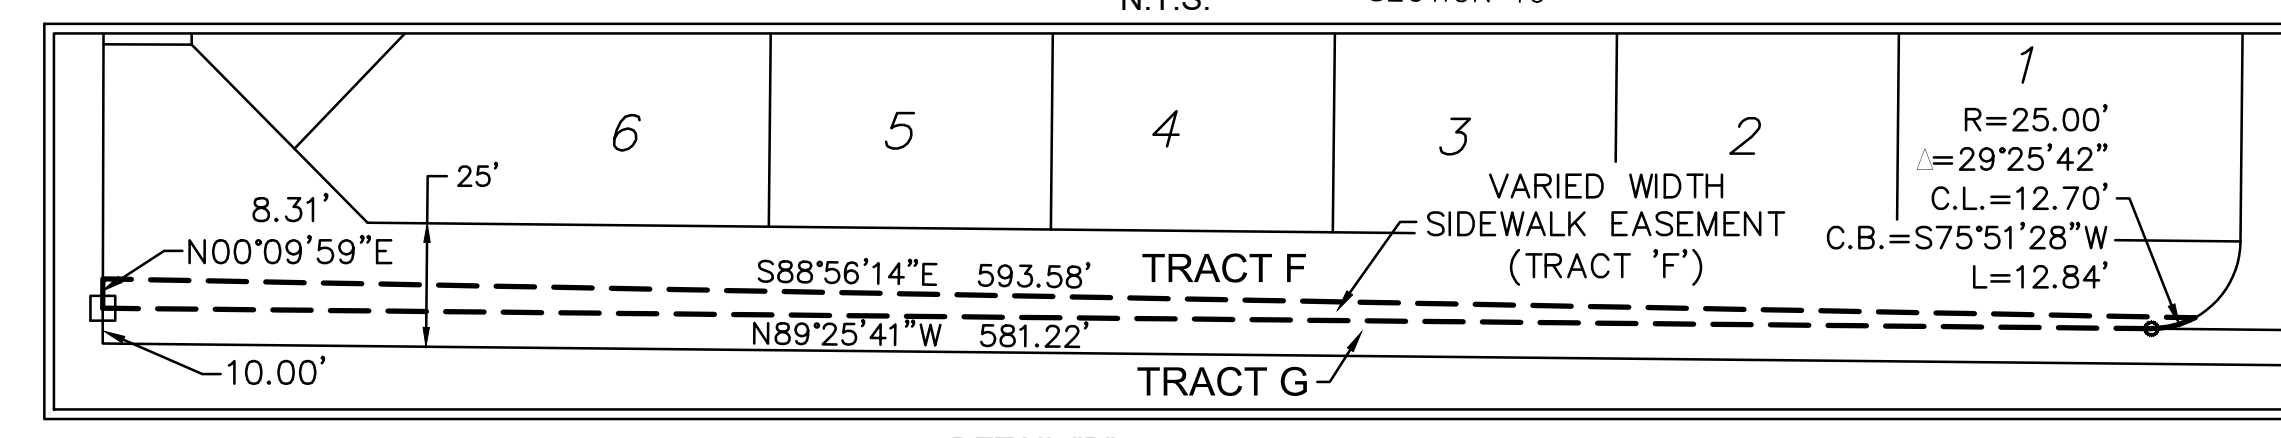 N.T.S.
1
R=25.00'
Δ=29°25'42"
C.L.=12.70'
C.B.=S75°51'28"W
L=12.84'
6
5
4
3
2
25'
VARIED WIDTH
SIDEWALK EASEMENT
(TRACT 'F')
8.31'
N00°09'59"E
S88°56'14"E 593.58'
TRACT F
N89°25'41"W 581.22'
10.00'
TRACT G